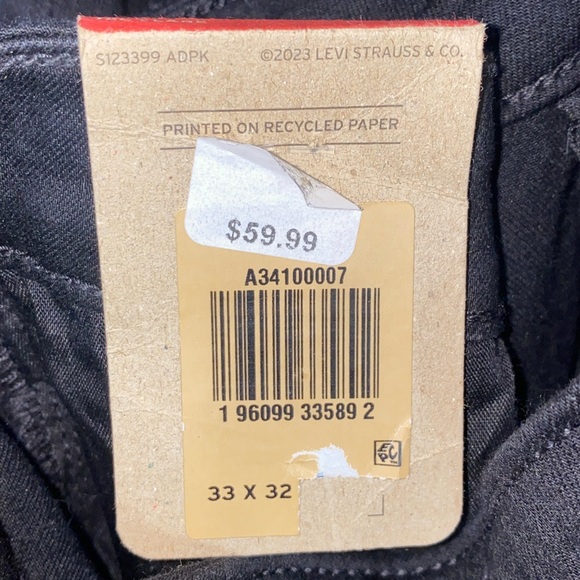 S123399 ADPK ©2023 LEVI STRAUSS & CO.
PRINTED ON RECYCLED PAPER
$59.99
A34100007
1 96099 33589 2
33 X 32